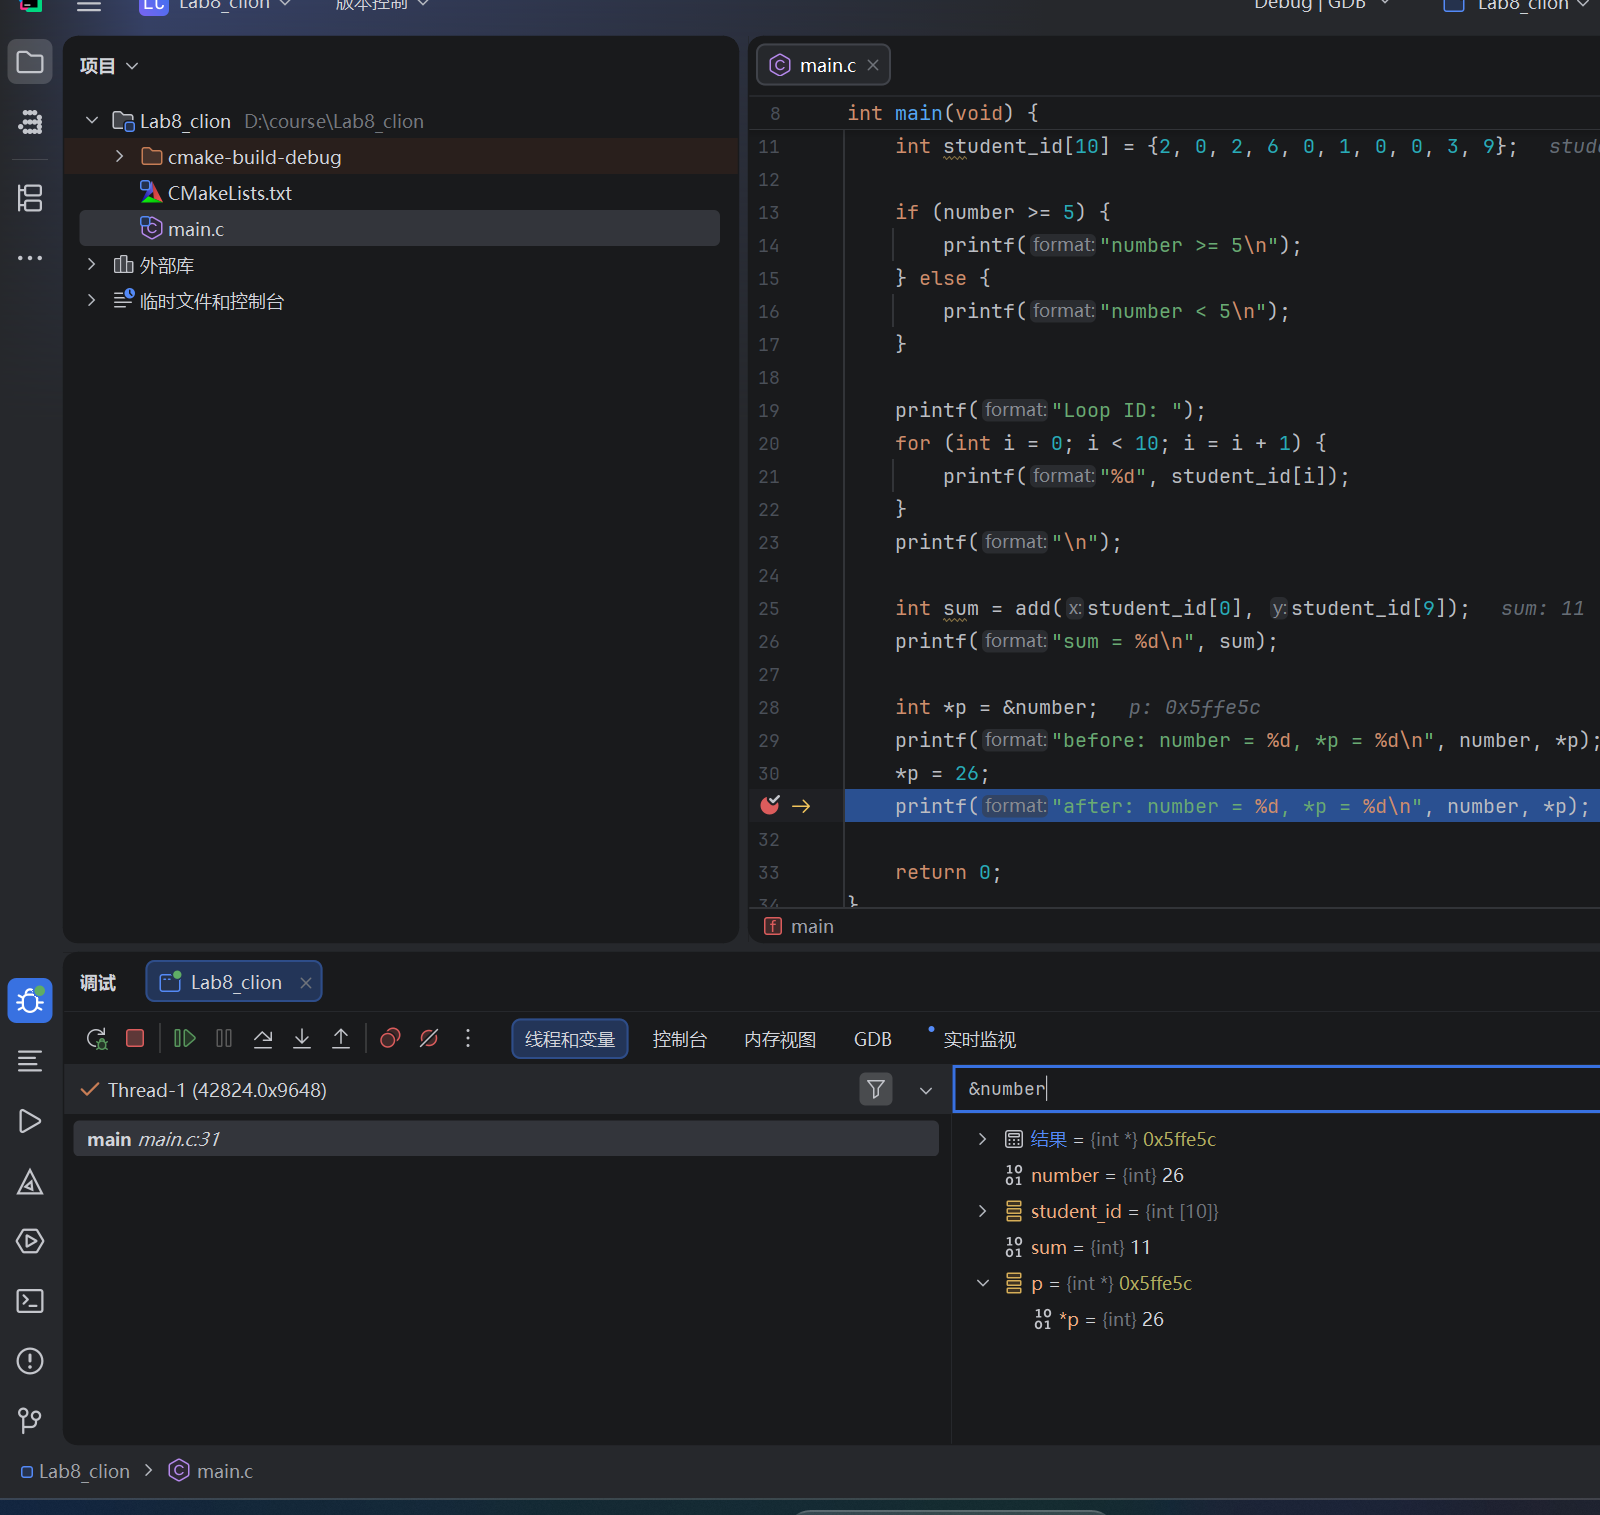 LC Lab8_clion 版本控制 Debug | GDB Lab8_clion
项目
Lab8_clion D:\course\Lab8_clion
cmake-build-debug
CMakeLists.txt
main.c
外部库
临时文件和控制台
main.c
8 int main(void) {
11 int student_id[10] = {2, 0, 2, 6, 0, 1, 0, 0, 3, 9};
12
13 if (number >= 5) {
14 printf(format: "number >= 5\n");
15 } else {
16 printf(format: "number < 5\n");
17 }
18
19 printf(format: "Loop ID: ");
20 for (int i = 0; i < 10; i = i + 1) {
21 printf(format: "%d", student_id[i]);
22 }
23 printf(format: "\n");
24
25 int sum = add(x: student_id[0], y: student_id[9]); sum: 11
26 printf(format: "sum = %d\n", sum);
27
28 int *p = &number; p: 0x5ffe5c
29 printf(format: "before: number = %d, *p = %d\n", number, *p);
30 *p = 26;
printf(format: "after: number = %d, *p = %d\n", number, *p);
32
33 return 0;
34 }
f main
调试 Lab8_clion
线程和变量 控制台 内存视图 GDB 实时监视
Thread-1 (42824.0x9648)
main main.c:31
&number
结果 = {int *} 0x5ffe5c
number = {int} 26
student_id = {int [10]}
sum = {int} 11
p = {int *} 0x5ffe5c
*p = {int} 26
Lab8_clion > main.c